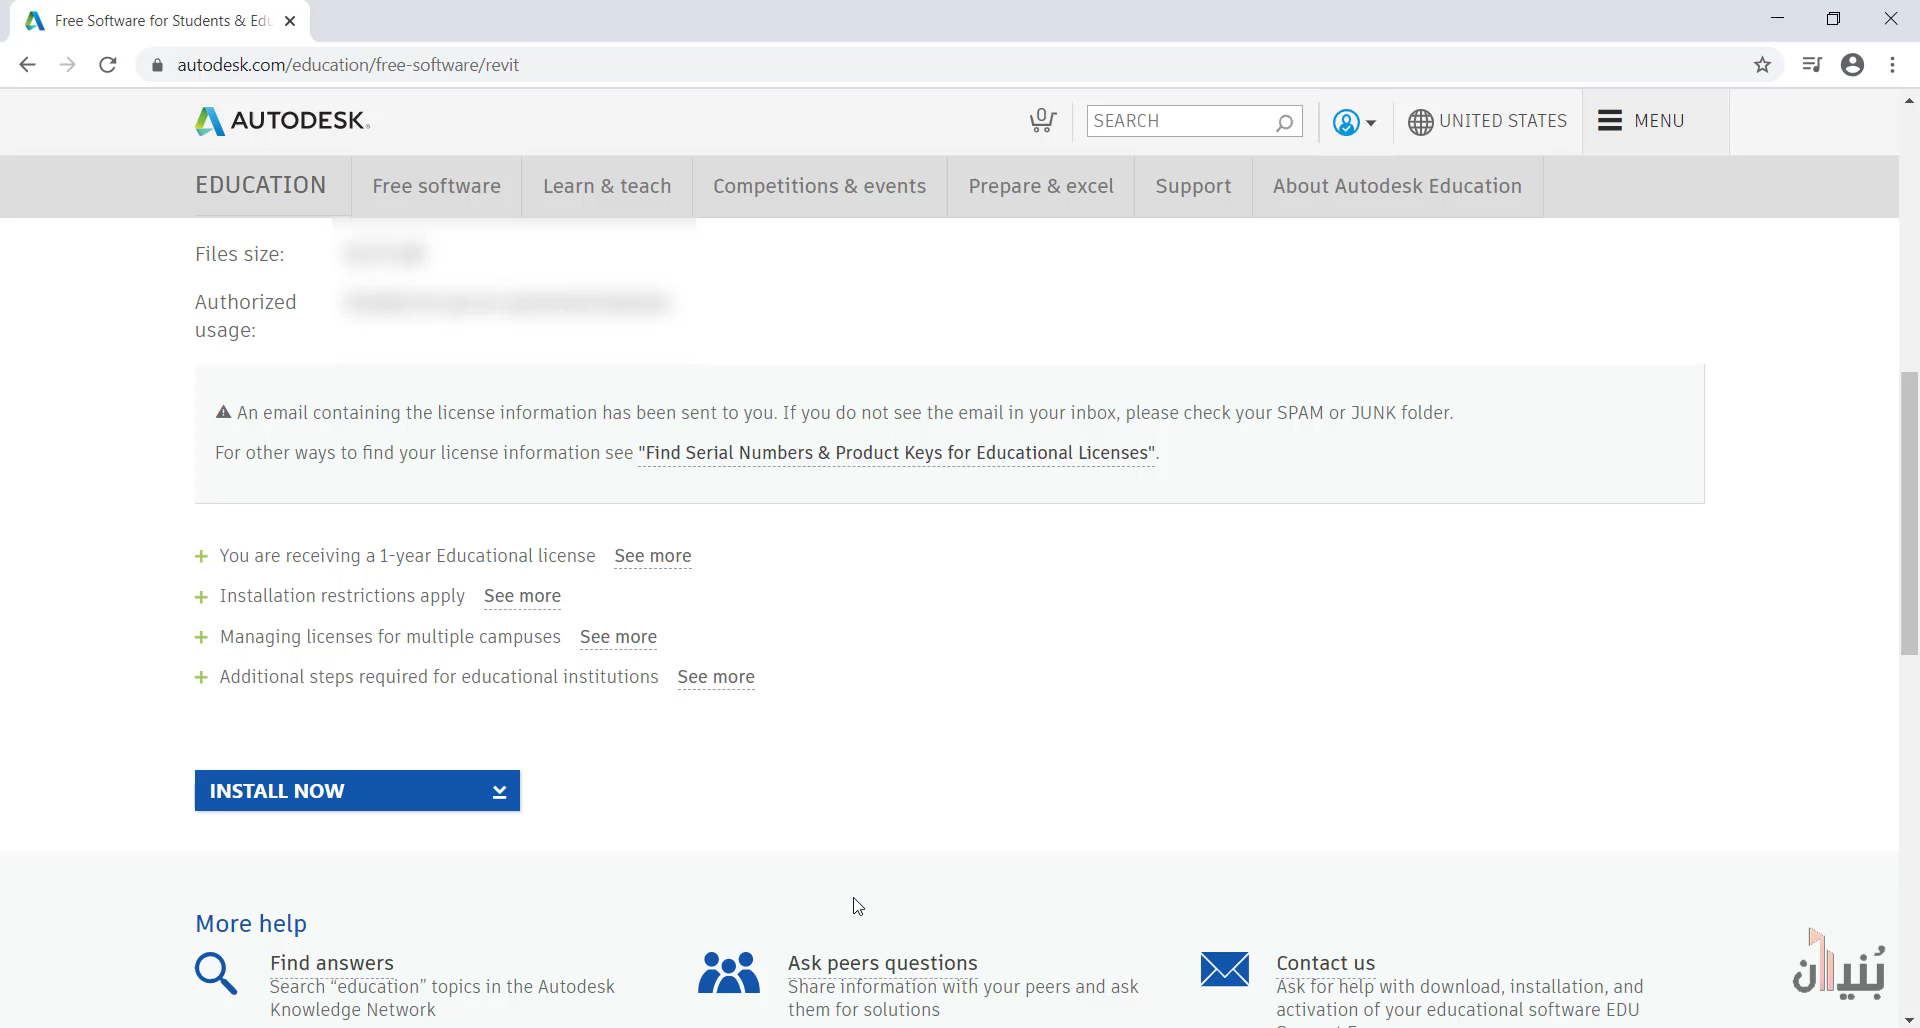 Free Software for Students & Edu
autodesk.com/education/free-software/revit
AUTODESK.
0
SEARCH
UNITED STATES
MENU
EDUCATION
Free software
Learn & teach
Competitions & events
Prepare & excel
Support
About Autodesk Education
Files size:
Authorized
usage:
An email containing the license information has been sent to you. If you do not see the email in your inbox, please check your SPAM or JUNK folder.
For other ways to find your license information see "Find Serial Numbers & Product Keys for Educational Licenses".
+ You are receiving a 1-year Educational license See more
+ Installation restrictions apply See more
+ Managing licenses for multiple campuses See more
+ Additional steps required for educational institutions See more
INSTALL NOW
More help
Find answers
Search “education” topics in the Autodesk
Knowledge Network
Ask peers questions
Share information with your peers and ask
them for solutions
Contact us
Ask for help with download, installation, and
activation of your educational software EDU
بُنيان